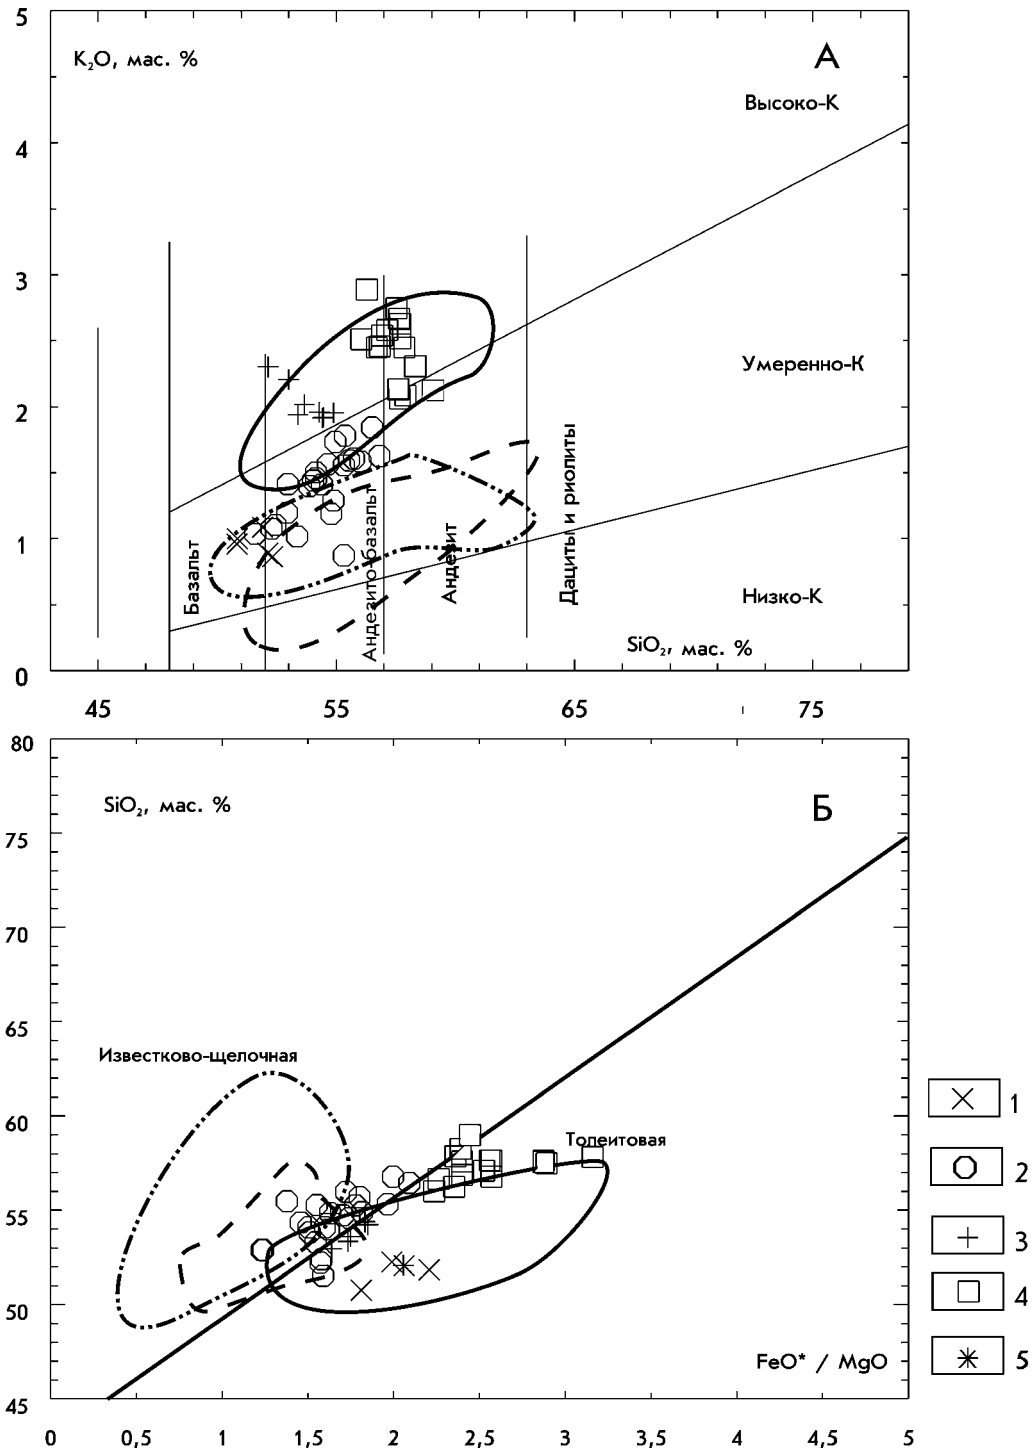 5
K₂O, мас. %
А
Высоко-К
4
3
Умеренно-К
2
1
Базальт
Андезито-базальт
Андезит
Дациты и риолиты
Низко-К
SiO₂, мас. %
0
45 55 65 75
80
SiO₂, мас. %
Б
75
70
65
Известково-щелочная
60
Толеитовая
55
50
FeO* / MgO
45
0 0,5 1 1,5 2 2,5 3 3,5 4 4,5 5
1
2
3
4
5